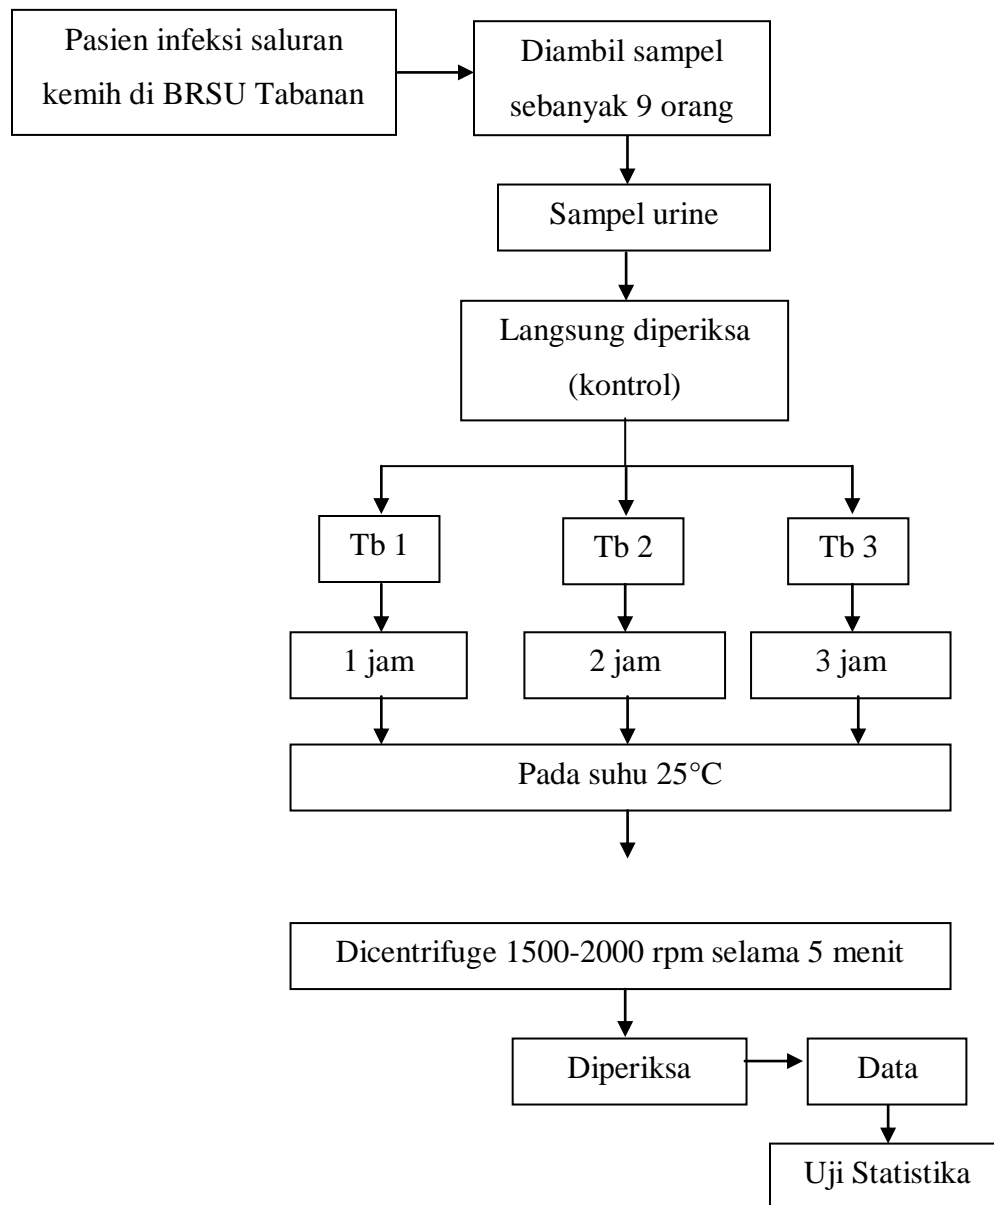 Pasien infeksi saluran
kemih di BRSU Tabanan
Diambil sampel
sebanyak 9 orang
Sampel urine
Langsung diperiksa
(kontrol)
Tb 1
Tb 2
Tb 3
1 jam
2 jam
3 jam
Pada suhu 25°C
Dicentrifuge 1500-2000 rpm selama 5 menit
Diperiksa
Data
Uji Statistika